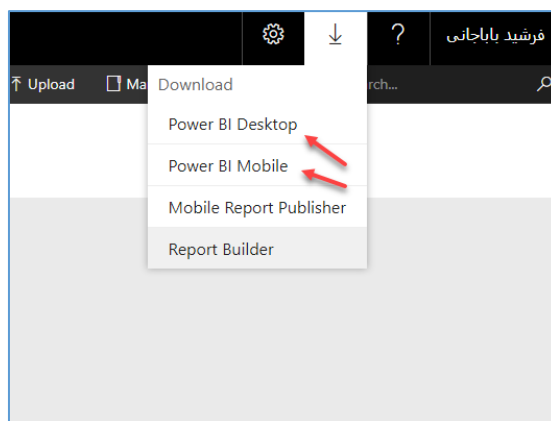 ? فرشید باباجانی
Upload Ma rch...
Download
Power BI Desktop
Power BI Mobile
Mobile Report Publisher
Report Builder